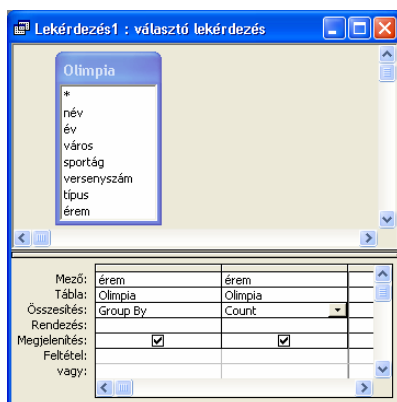 Lekérdezés1 : választó lekérdezés
Olimpia
*
név
év
város
sportág
versenyszám
típus
érem
Mező: érem érem
Tábla: Olimpia Olimpia
Összesítés: Group By Count
Rendezés:
Megjelenítés:
Feltétel:
vagy: